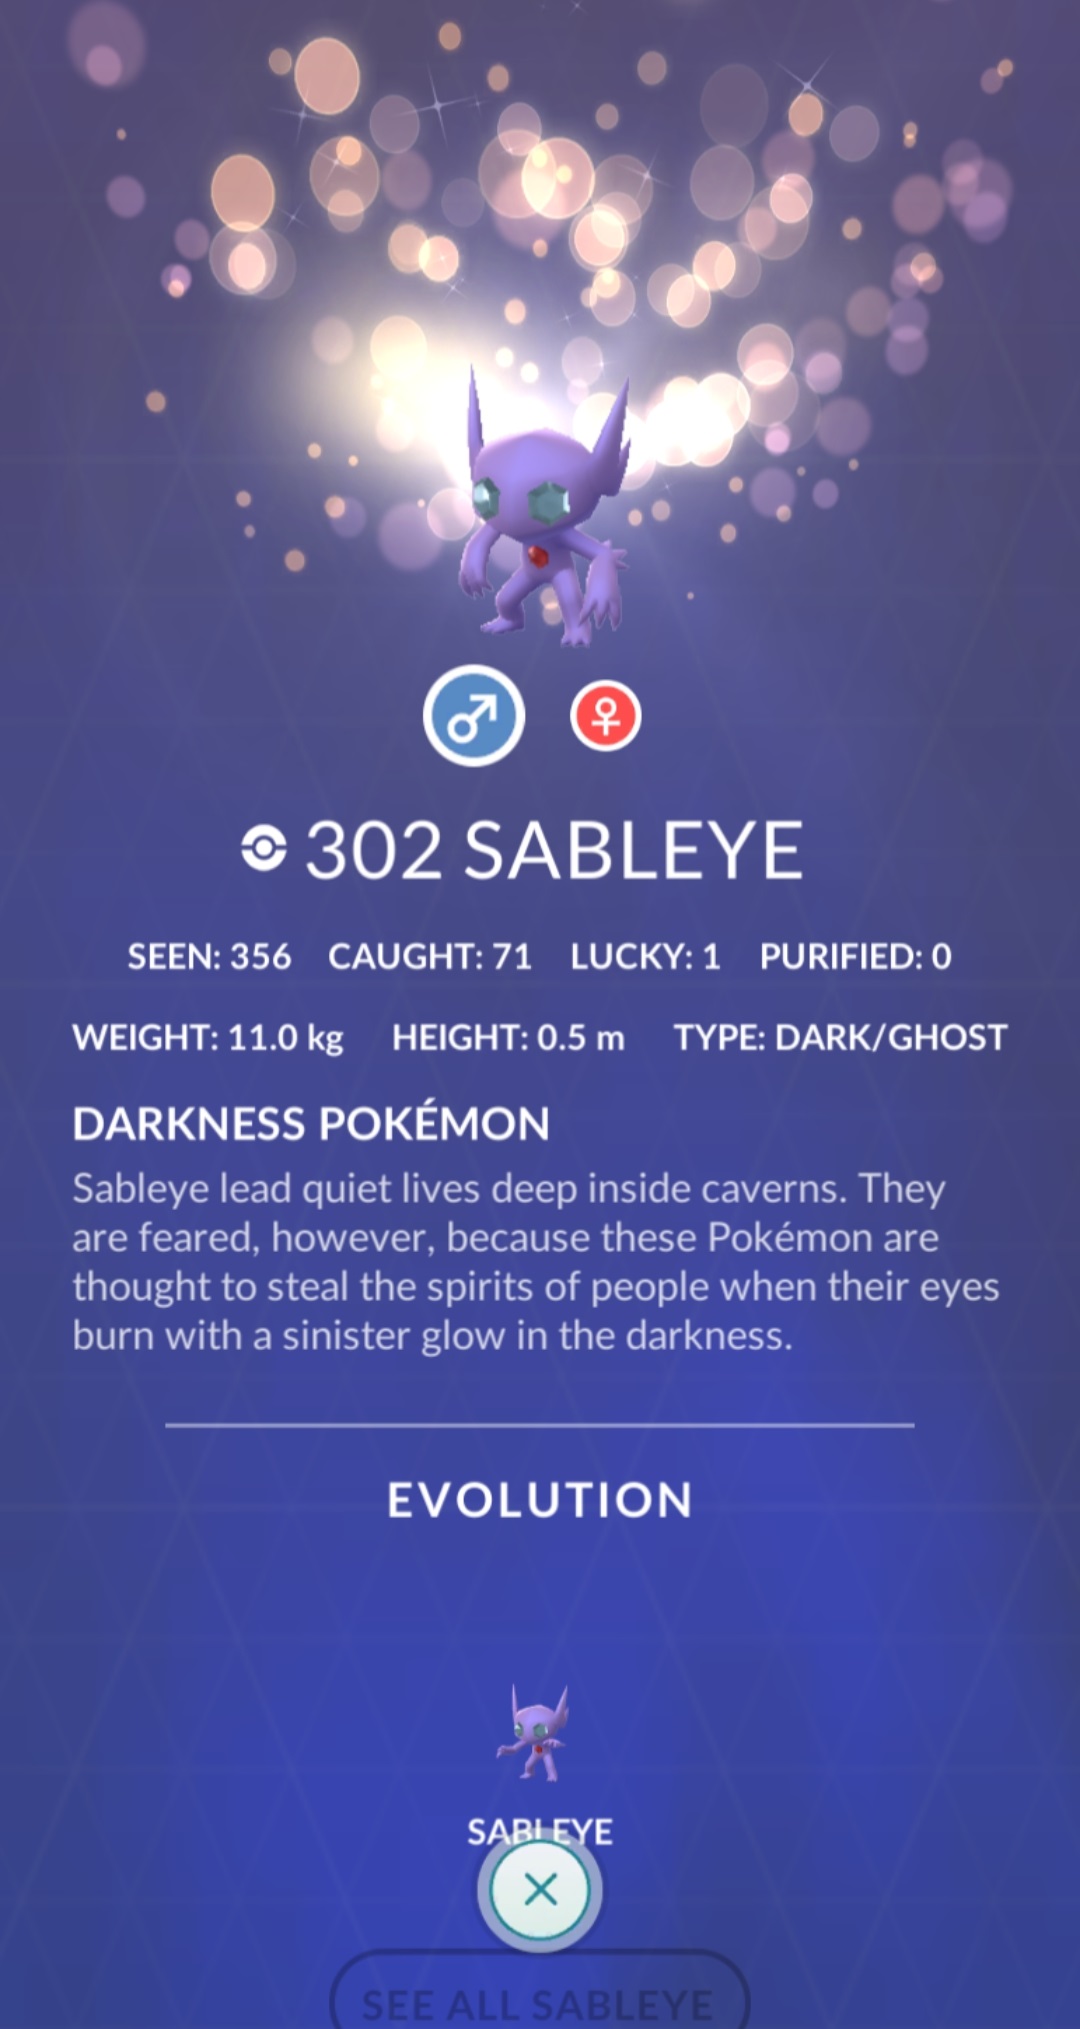 302 SABLEYE
SEEN: 356 CAUGHT: 71 LUCKY: 1 PURIFIED: 0
WEIGHT: 11.0 kg HEIGHT: 0.5 m TYPE: DARK/GHOST
DARKNESS POKÉMON
Sableye lead quiet lives deep inside caverns. They
are feared, however, because these Pokémon are
thought to steal the spirits of people when their eyes
burn with a sinister glow in the darkness.
EVOLUTION
SABLEYE
SEE ALL SABLEYE